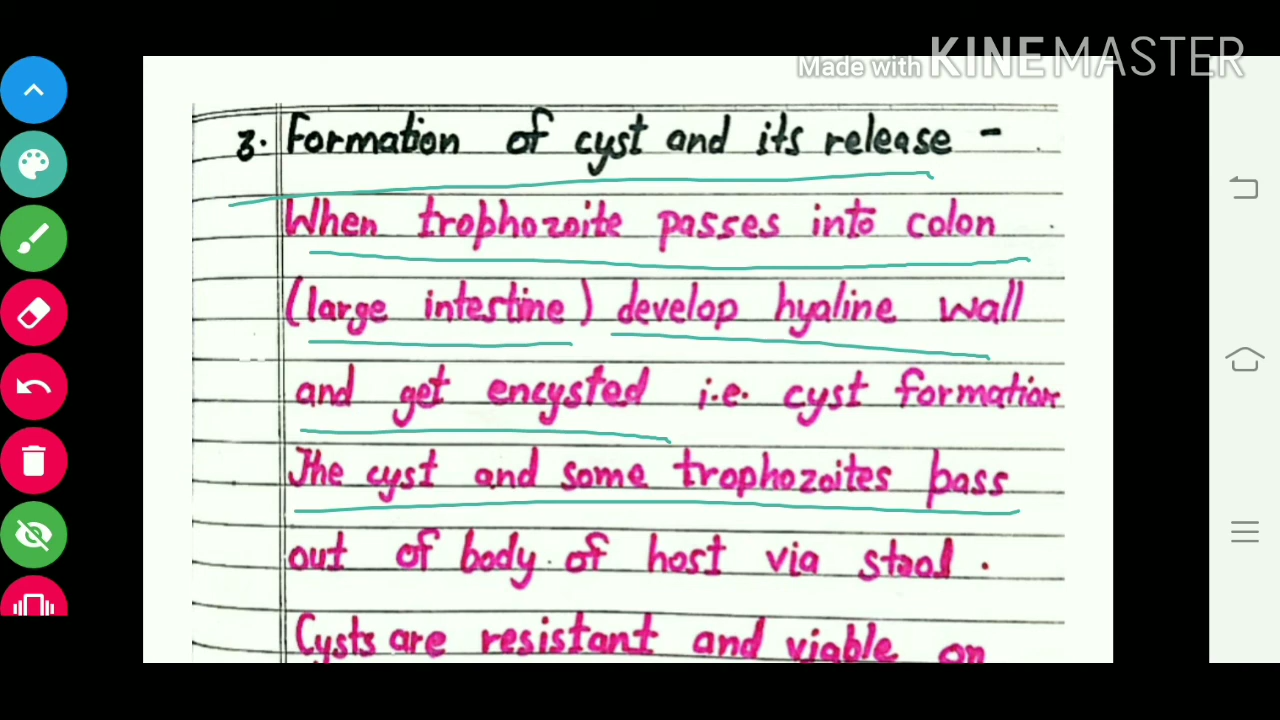 Made with KINEMASTER
3. Formation of cyst and its release -
When trophozoite passes into colon
(large intestine) develop hyaline wall
and get encysted i.e. cyst formation
The cyst and some trophozoites pass
out of body of host via stool.
Cysts are resistant and viable on